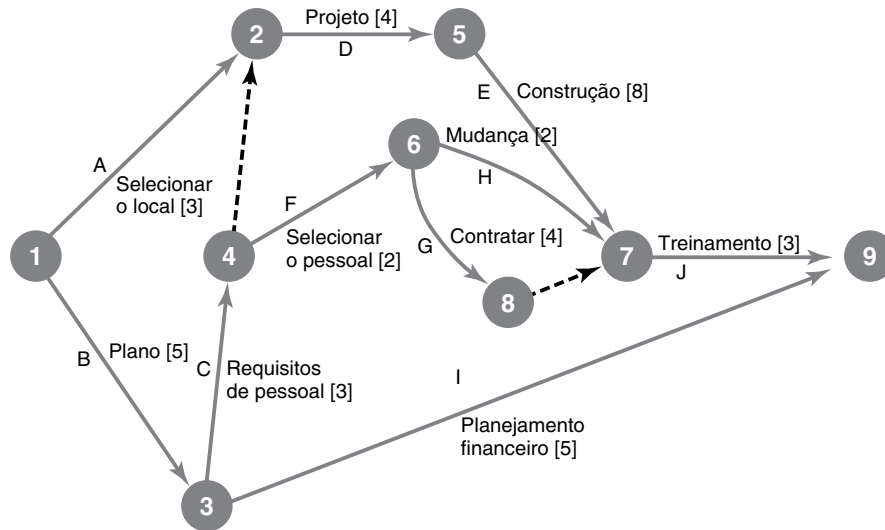 Projeto [4]
2
5
D
E
Construção [8]
Mudança [2]
6
A
H
Selecionar
o local [3]
F
G
Contratar [4]
Selecionar
o pessoal [2]
1
4
7
Treinamento [3]
9
J
8
B
Plano [5]
C
Requisitos
de pessoal [3]
I
Planejamento
financeiro [5]
3